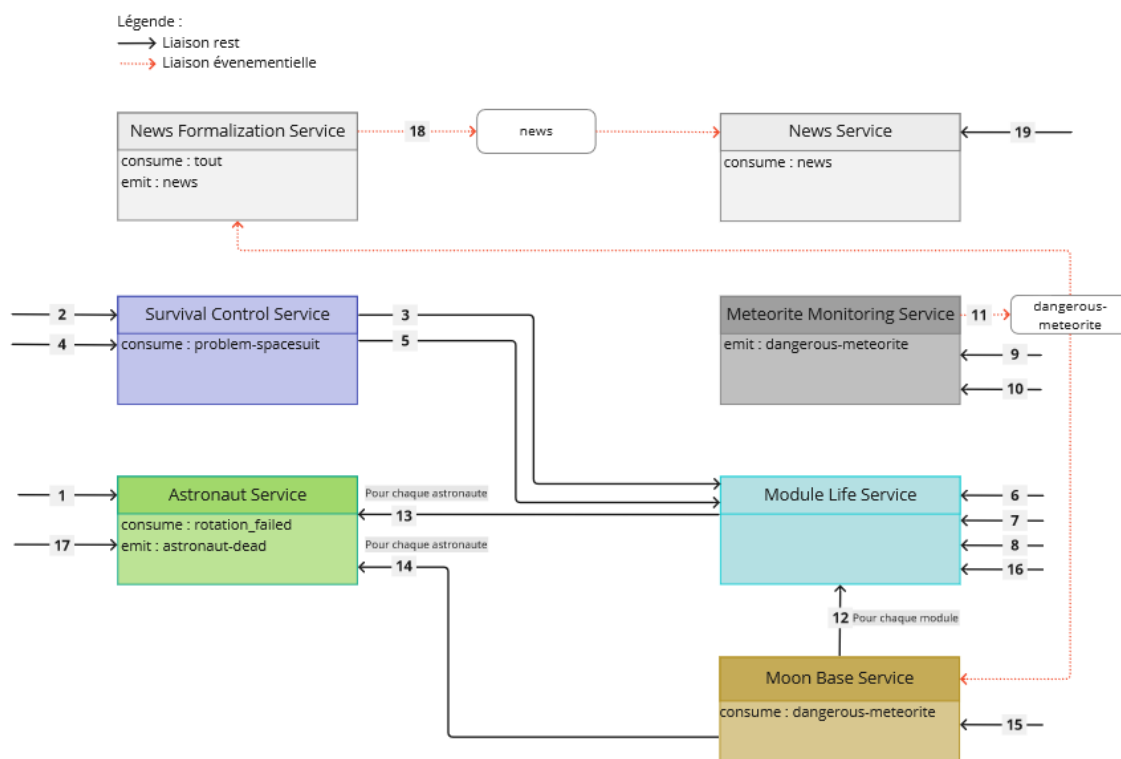 Légende :
Liaison rest
Liaison évenementielle
News Formalization Service
consume : tout
emit : news
18
news
News Service
consume : news
19
2
4
Survival Control Service
consume : problem-spacesuit
3
5
Meteorite Monitoring Service
emit : dangerous-meteorite
11
dangerous-
meteorite
9
10
1
17
Astronaut Service
consume : rotation_failed
emit : astronaut-dead
Pour chaque astronaute
13
Pour chaque astronaute
14
Module Life Service
6
7
8
16
12 Pour chaque module
Moon Base Service
consume : dangerous-meteorite
15